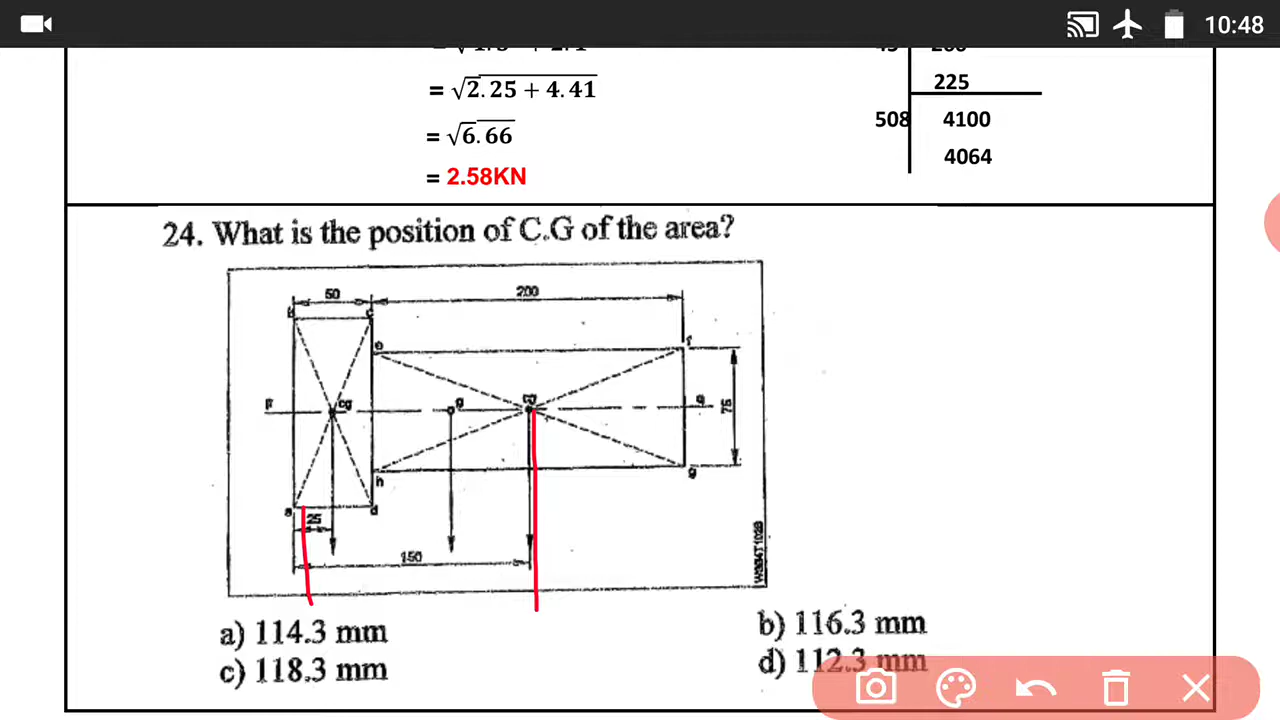 10:48
225
= √2.25 + 4.41
508 4100
= √6.66
4064
= 2.58KN
24. What is the position of C.G of the area?
50
200
c
e
f
P
cg
g
cg
75
h
g
a
d
25
150
a) 114.3 mm
b) 116.3 mm
c) 118.3 mm
d) 112.3 mm